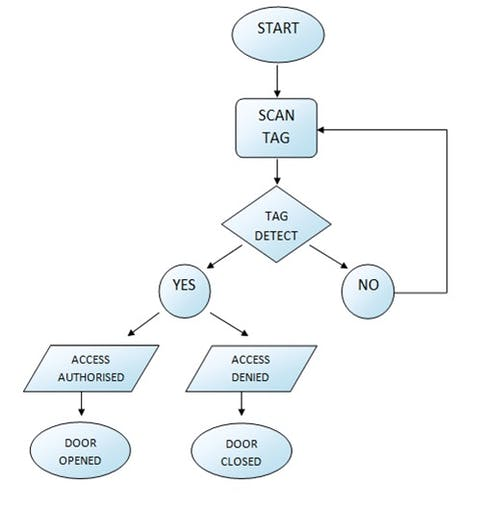 START
SCAN
TAG
TAG
DETECT
YES
NO
ACCESS
AUTHORISED
ACCESS
DENIED
DOOR
OPENED
DOOR
CLOSED